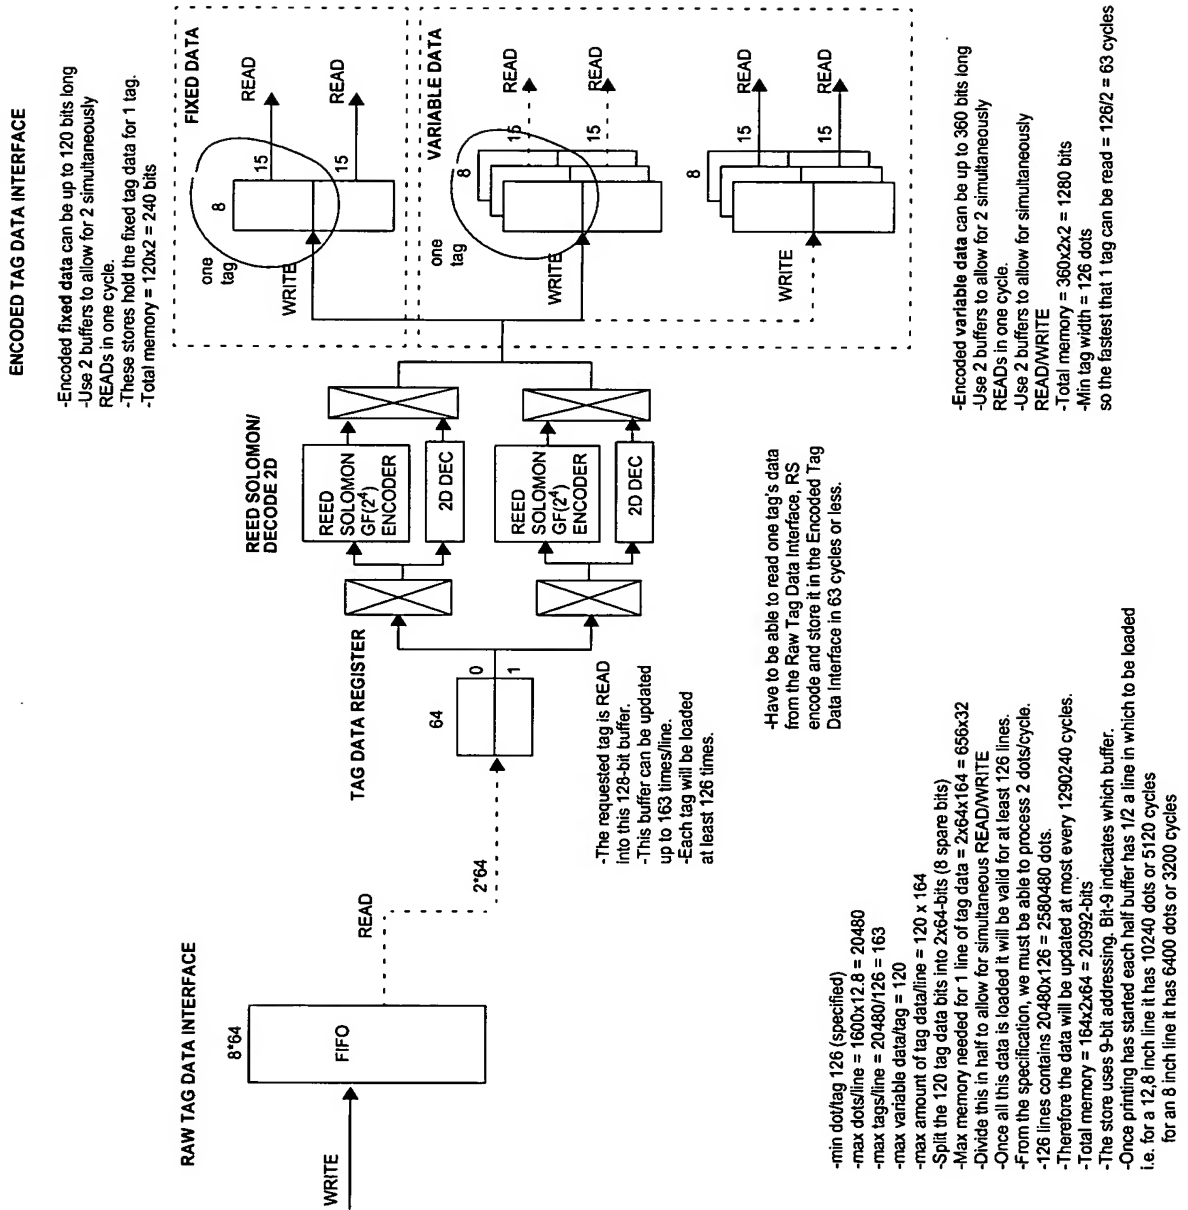 RAW TAG DATA INTERFACE
8*64
WRITE
FIFO
READ
2*64
-min dot/tag 126 (specified)
-max dots/line = 1600x12.8 = 20480
-max tags/line = 20480/126 = 163
-max variable data/tag = 120
-max amount of tag data/line = 120 x 164
-Split the 120 tag data bits into 2x64-bits (8 spare bits)
-Max memory needed for 1 line of tag data = 2x64x164 = 656x32
-Divide this in half to allow for simultaneous READ/WRITE
-Once all this data is loaded it will be valid for at least 126 lines.
-From the specification, we must be able to process 2 dots/cycle.
-126 lines contains 20480x126 = 2580480 dots.
-Therefore the data will be updated at most every 1290240 cycles.
-Total memory = 164x2x64 = 20992-bits
-The store uses 9-bit addressing. Bit-9 indicates which buffer.
-Once printing has started each half buffer has 1/2 a line in which to be loaded
i.e. for a 12,8 inch line it has 10240 dots or 5120 cycles
for an 8 inch line it has 6400 dots or 3200 cycles
TAG DATA REGISTER
64
0
1
-The requested tag is READ
into this 128-bit buffer.
-This buffer can be updated
up to 163 times/line.
-Each tag will be loaded
at least 126 times.
REED SOLOMON/
DECODE 2D
REED
SOLOMON
GF(2⁴)
ENCODER
2D DEC
REED
SOLOMON
GF(2⁴)
ENCODER
2D DEC
-Have to be able to read one tag's data
from the Raw Tag Data Interface, RS
encode and store it in the Encoded Tag
Data Interface in 63 cycles or less.
ENCODED TAG DATA INTERFACE
-Encoded fixed data can be up to 120 bits long
-Use 2 buffers to allow for 2 simultaneously
READs in one cycle.
-These stores hold the fixed tag data for 1 tag.
-Total memory = 120x2 = 240 bits
FIXED DATA
one
tag
8
15
READ
15
READ
WRITE
VARIABLE DATA
one
tag
8
15
READ
15
READ
WRITE
8
15
READ
15
READ
WRITE
-Encoded variable data can be up to 360 bits long
-Use 2 buffers to allow for 2 simultaneously
READs in one cycle.
-Use 2 buffers to allow for simultaneously
READ/WRITE
-Total memory = 360x2x2 = 1280 bits
-Min tag width = 126 dots
so the fastest that 1 tag can be read = 126/2 = 63 cycles